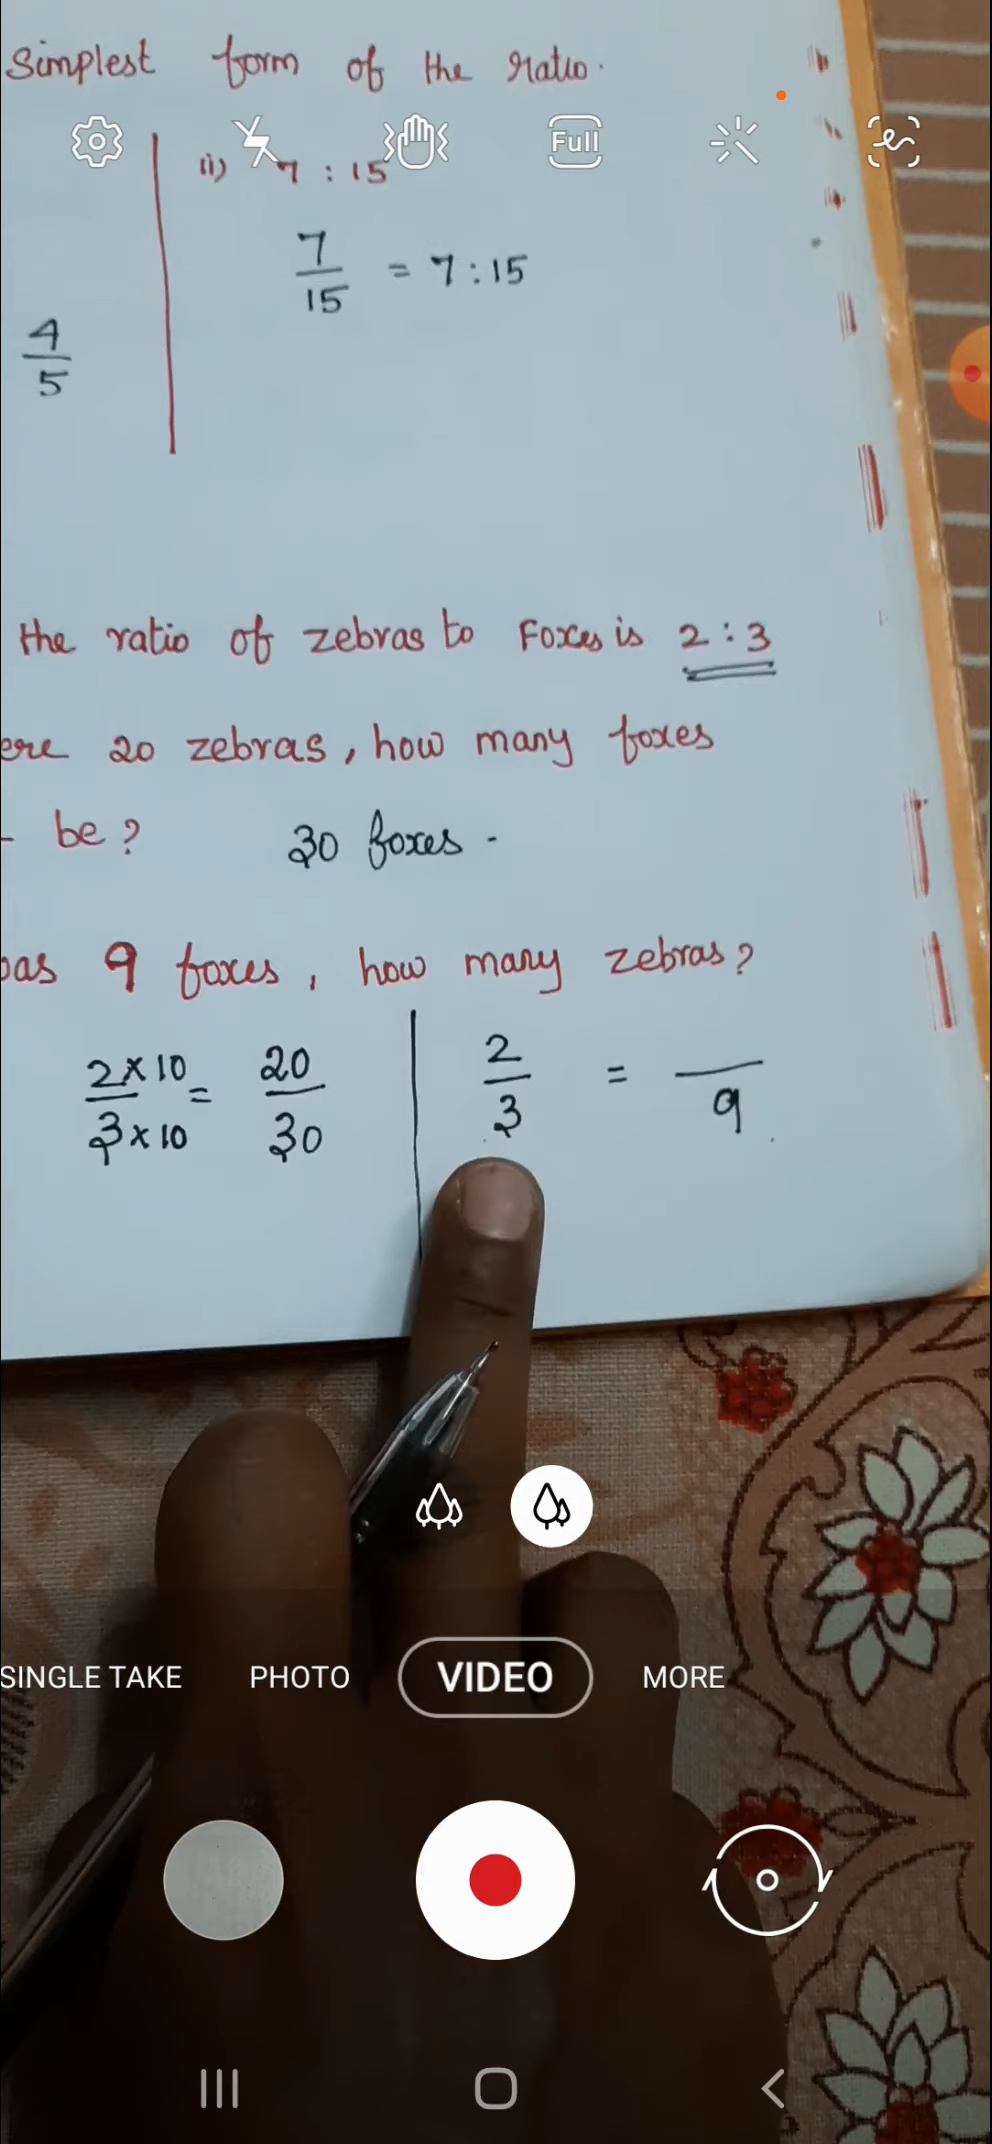 Simplest form of the ratio.
Full
(ii) 7 : 15
7
15
= 7 : 15
4
5
the ratio of zebras to Foxes is 2 : 3
ere 20 zebras, how many foxes
be? 30 foxes.
9 foxes, how many zebras?
2 x 10 = 20
3 x 10 30
2 =
3 9
SINGLE TAKE PHOTO VIDEO MORE